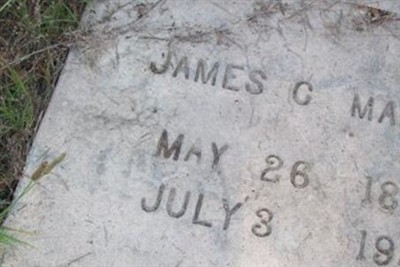 JAMES C MA
MAY 26 18
JULY 3 19